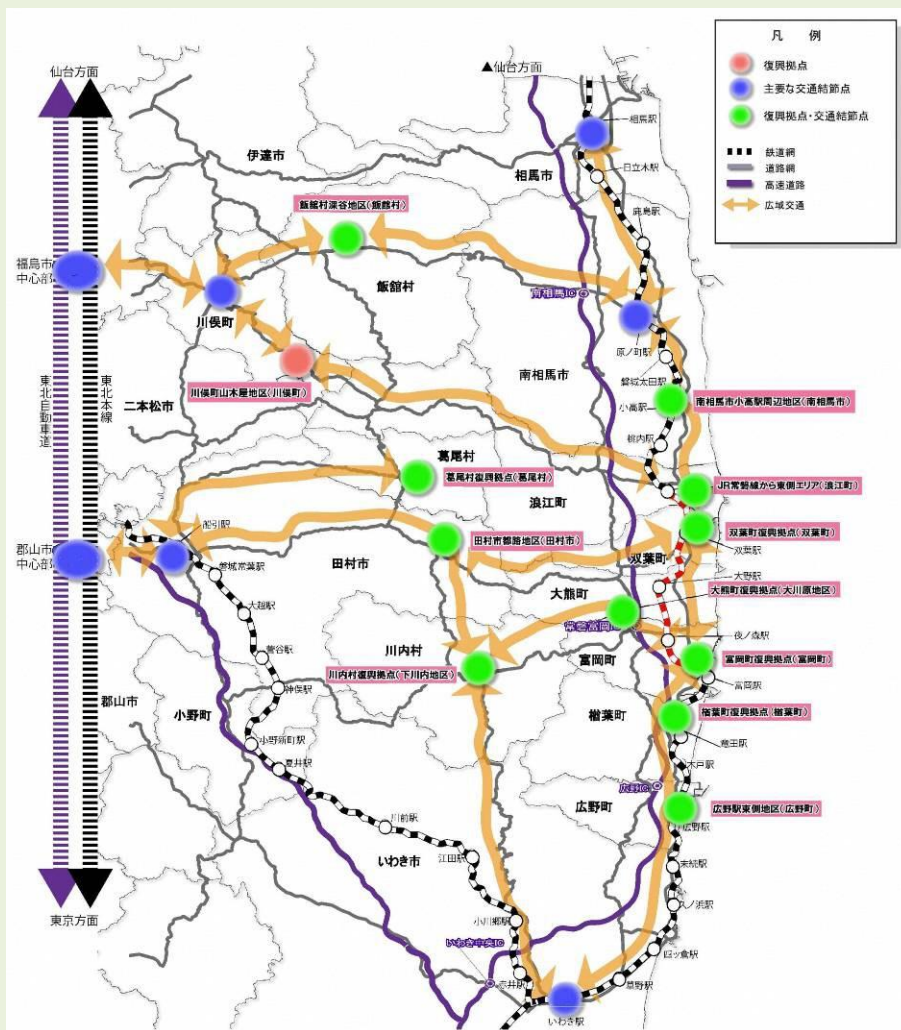 凡 例
復興拠点
主要な交通結節点
復興拠点・交通結節点
鉄道網
道路網
高速道路
広域交通
仙台方面
▲仙台方面
相馬駅
伊達市
相馬市
日立木駅
飯舘村深谷地区(飯舘村)
鹿島駅
福島市
中心部
飯舘村
南相馬IC
川俣町
原ノ町駅
磐城太田駅
川俣町山木屋地区(川俣町)
南相馬市
南相馬市小高駅周辺地区(南相馬市)
小高駅
二本松市
東北自動車道
東北本線
桃内駅
葛尾村
葛尾村復興拠点(葛尾村)
JR常磐線から東側エリア(浪江町)
浪江町
船引駅
双葉町復興拠点(双葉町)
田村市都路地区(田村市)
双葉駅
郡山市
中心部
磐城常葉駅
田村市
双葉町
大野駅
大熊町
大熊町復興拠点(大川原地区)
大越駅
常磐富岡
夜ノ森駅
川内村
菅谷駅
富岡町
富岡町復興拠点(富岡町)
川内村復興拠点(下川内地区)
富岡駅
神俣駅
郡山市
小野町
楢葉町
楢葉町復興拠点(楢葉町)
竜田駅
小野新町駅
夏井駅
木戸駅
広野IC
広野町
広野駅東側地区(広野町)
川前駅
広野駅
いわき市
江田駅
末続駅
久ノ浜駅
東京方面
小川郷駅
いわき中央IC
四ッ倉駅
赤井駅
草野駅
いわき駅